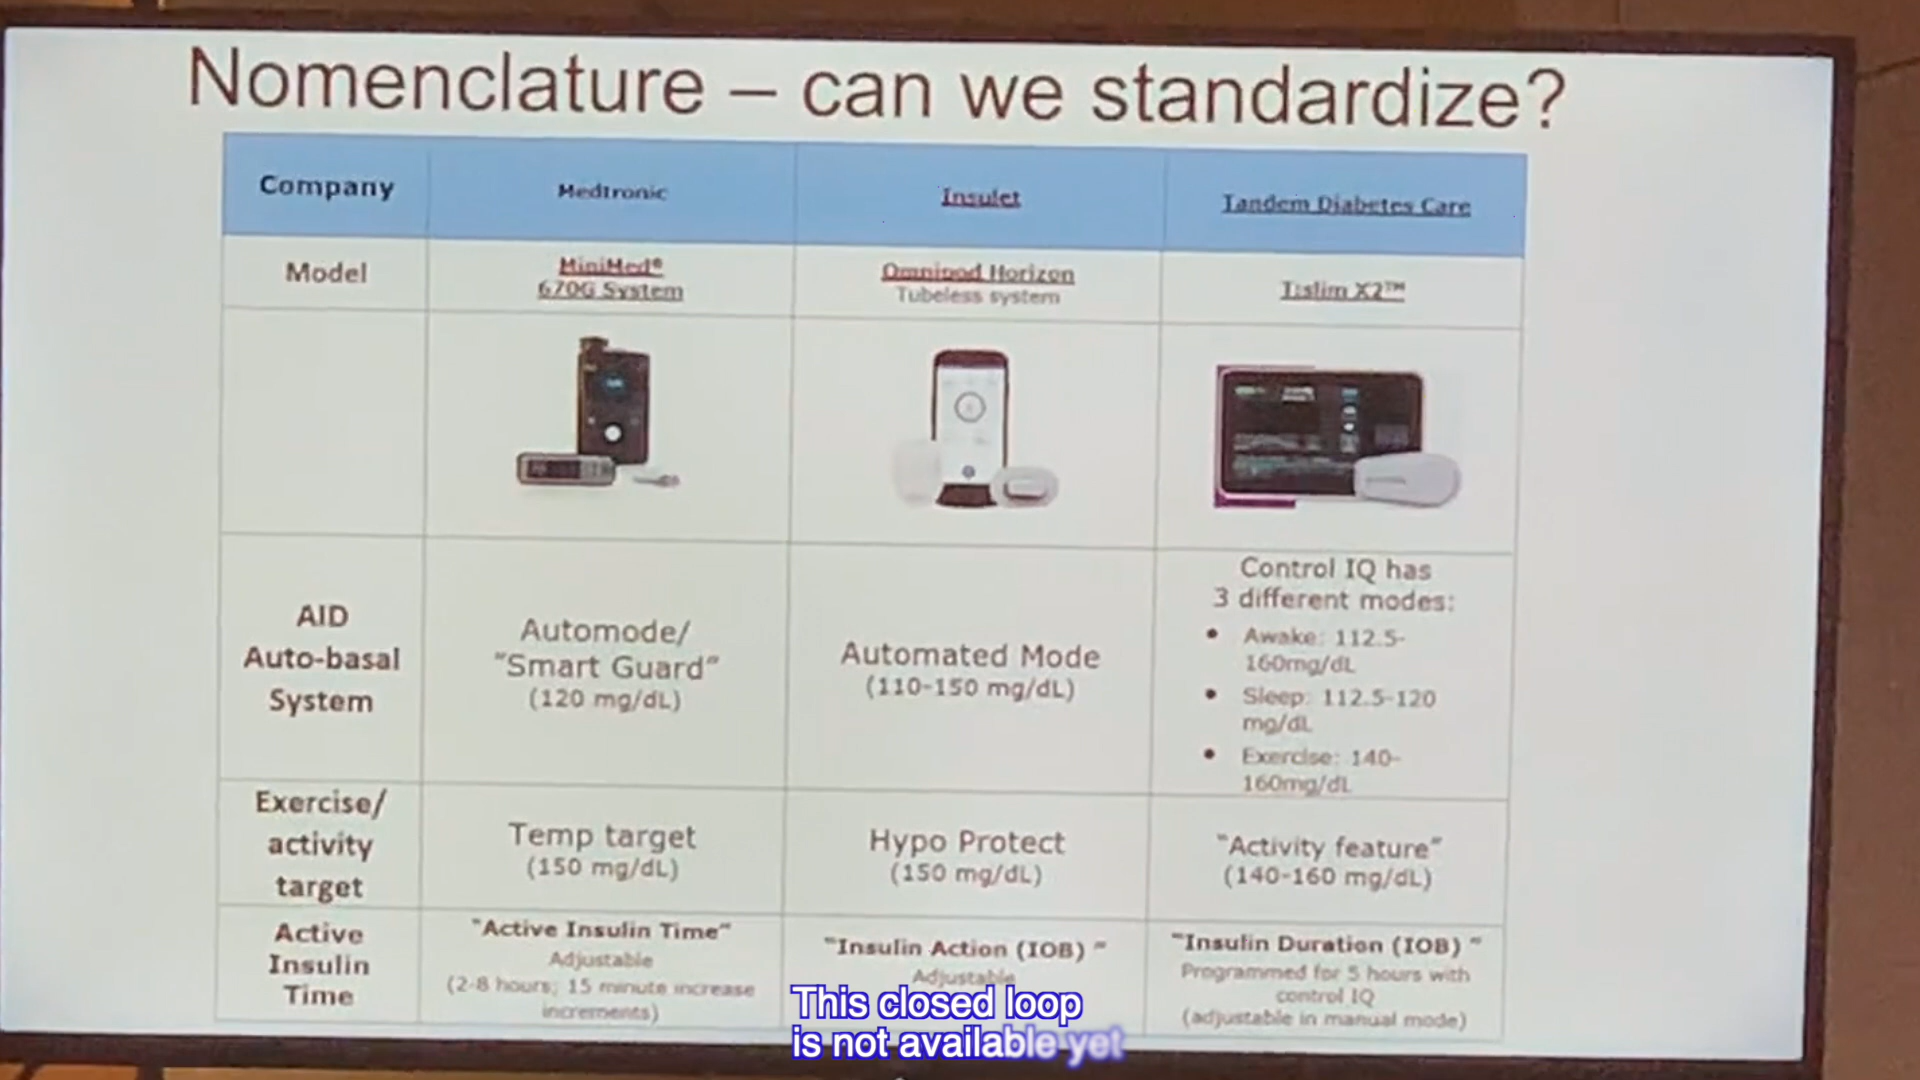 Nomenclature – can we standardize?
Company
Medtronic
Insulet
Tandem Diabetes Care
Model
MiniMed®
670G System
Omnipod Horizon
Tubeless system
T:slim X2™
AID
Auto-basal
System
Automode/
"Smart Guard"
(120 mg/dL)
Automated Mode
(110-150 mg/dL)
Control IQ has
3 different modes:
• Awake: 112.5-
160mg/dL
• Sleep: 112.5-120
mg/dL
• Exercise: 140-
160mg/dL
Exercise/
activity
target
Temp target
(150 mg/dL)
Hypo Protect
(150 mg/dL)
"Activity feature"
(140-160 mg/dL)
Active
Insulin
Time
"Active Insulin Time"
Adjustable
(2-8 hours; 15 minute increase
increments)
"Insulin Action (IOB) "
Adjustable
"Insulin Duration (IOB) "
Programmed for 5 hours with
control IQ
(adjustable in manual mode)
This closed loop
is not available yet